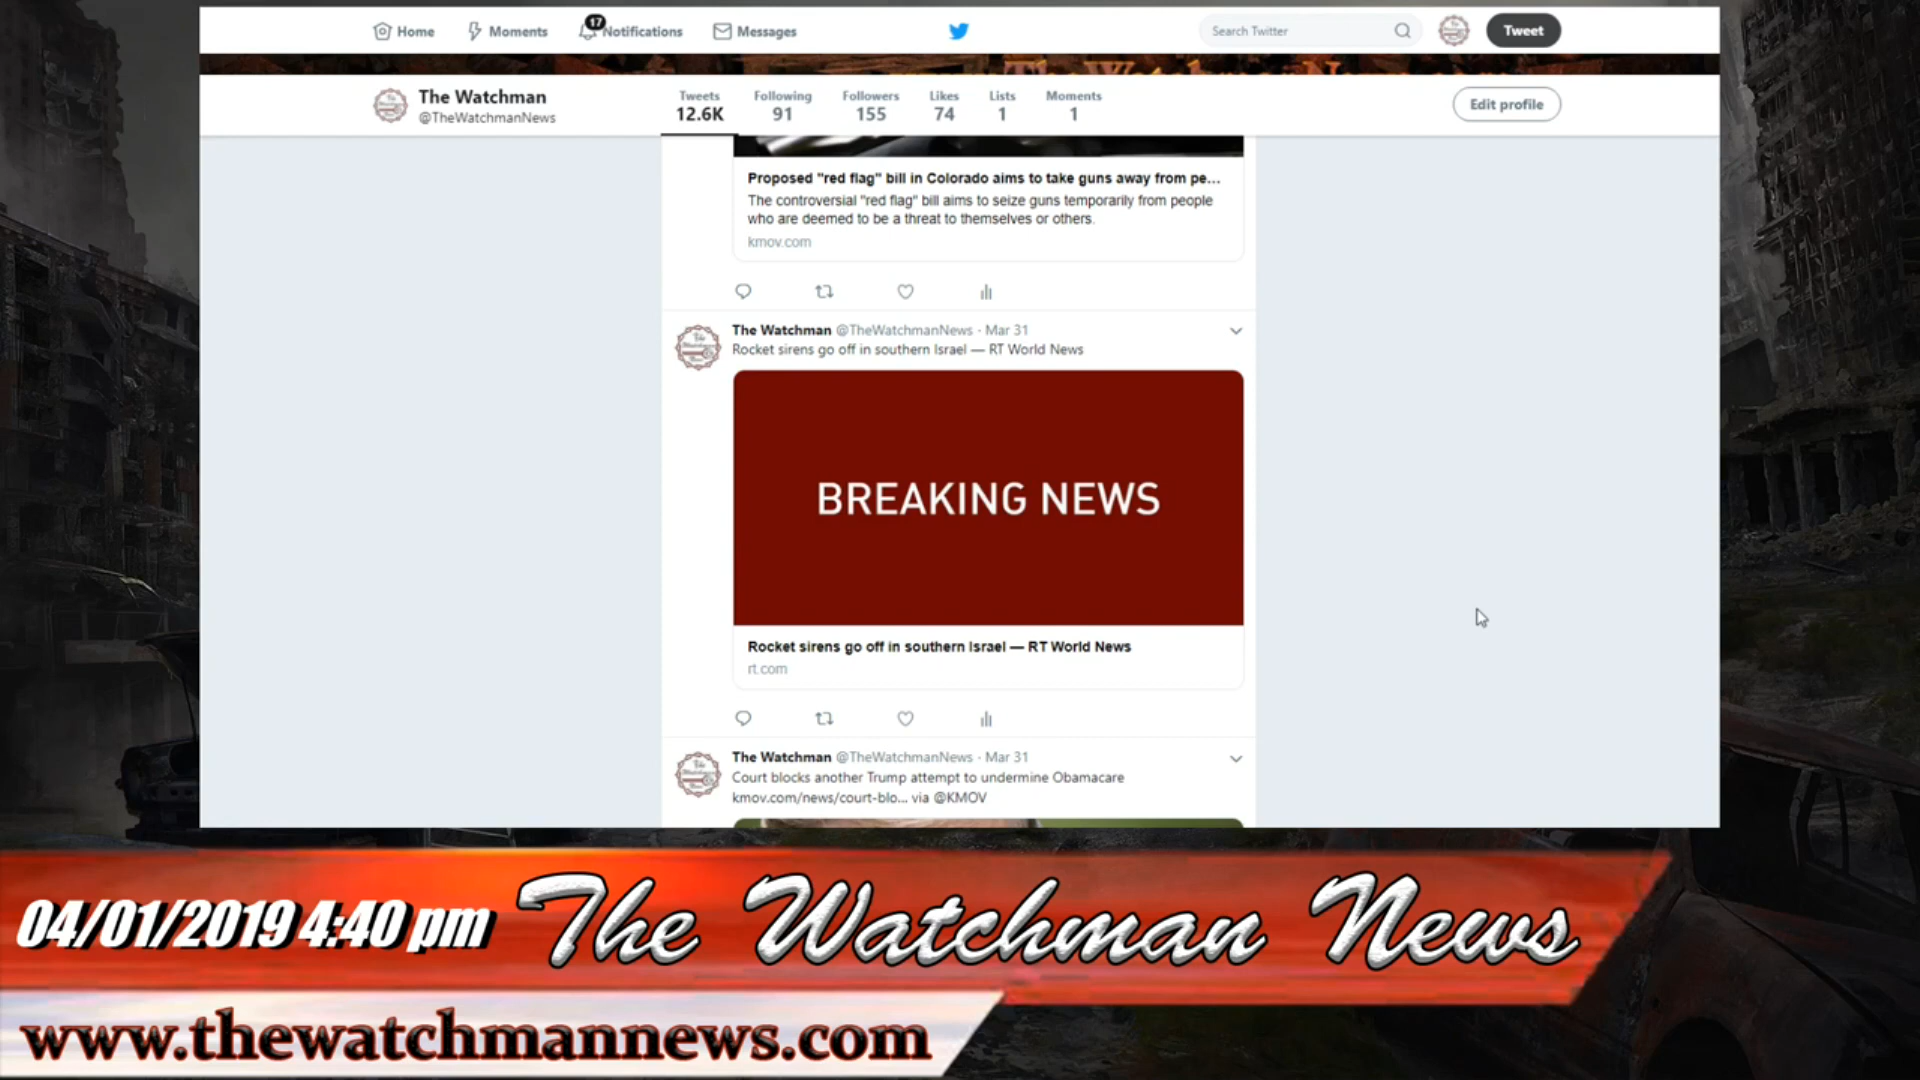 Home
Moments
17
Notifications
Messages
Search Twitter
Tweet
The Watchman
@TheWatchmanNews
Tweets
12.6K
Following
91
Followers
155
Likes
74
Lists
1
Moments
1
Edit profile
Proposed "red flag" bill in Colorado aims to take guns away from pe...
The controversial "red flag" bill aims to seize guns temporarily from people
who are deemed to be a threat to themselves or others.
kmov.com
The Watchman @TheWatchmanNews · Mar 31
Rocket sirens go off in southern Israel — RT World News
BREAKING NEWS
Rocket sirens go off in southern Israel — RT World News
rt.com
The Watchman @TheWatchmanNews · Mar 31
Court blocks another Trump attempt to undermine Obamacare
kmov.com/news/court-blo... via @KMOV
04/01/2019 4:40 pm
The Watchman News
www.thewatchmannews.com